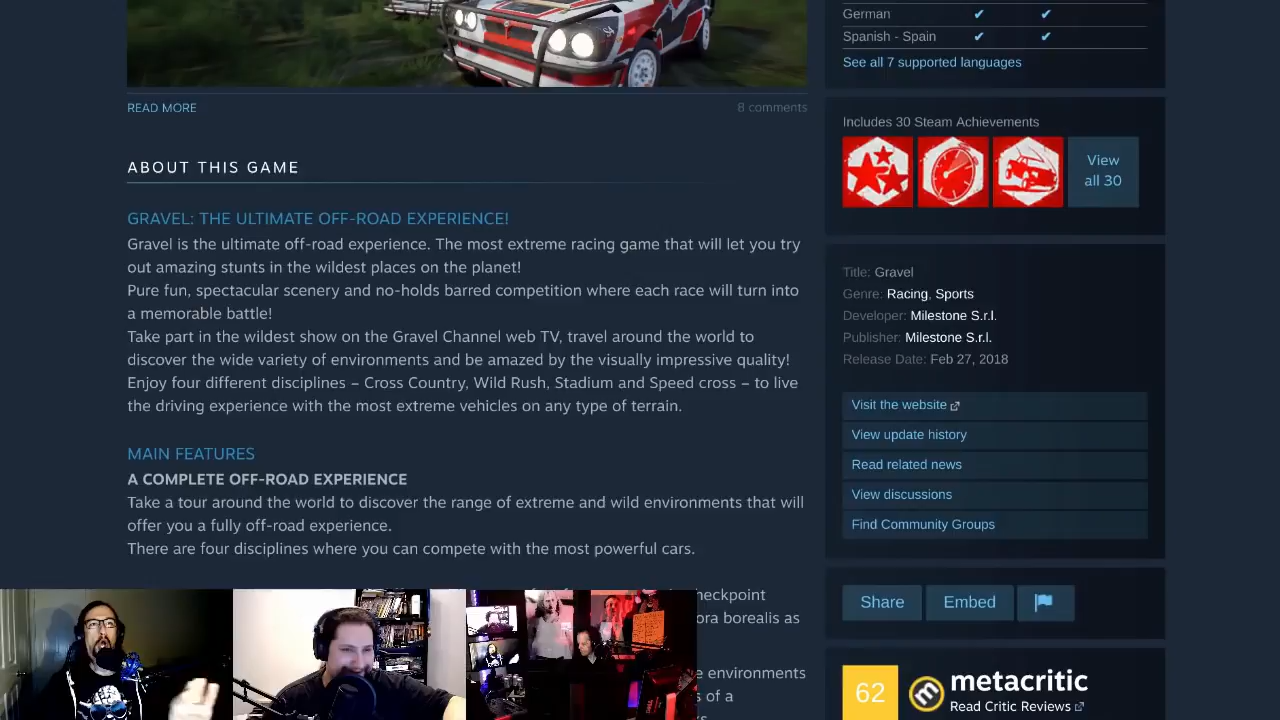 READ MORE
8 comments
ABOUT THIS GAME
GRAVEL: THE ULTIMATE OFF-ROAD EXPERIENCE!
Gravel is the ultimate off-road experience. The most extreme racing game that will let you try
out amazing stunts in the wildest places on the planet!
Pure fun, spectacular scenery and no-holds barred competition where each race will turn into
a memorable battle!
Take part in the wildest show on the Gravel Channel web TV, travel around the world to
discover the wide variety of environments and be amazed by the visually impressive quality!
Enjoy four different disciplines – Cross Country, Wild Rush, Stadium and Speed cross – to live
the driving experience with the most extreme vehicles on any type of terrain.
MAIN FEATURES
A COMPLETE OFF-ROAD EXPERIENCE
Take a tour around the world to discover the range of extreme and wild environments that will
offer you a fully off-road experience.
There are four disciplines where you can compete with the most powerful cars.
borealis as
environments
of a
German ✔ ✔
Spanish - Spain ✔ ✔
See all 7 supported languages
Includes 30 Steam Achievements
View
all 30
Title: Gravel
Genre: Racing, Sports
Developer: Milestone S.r.l.
Publisher: Milestone S.r.l.
Release Date: Feb 27, 2018
Visit the website
View update history
Read related news
View discussions
Find Community Groups
Share
Embed
62
metacritic
Read Critic Reviews